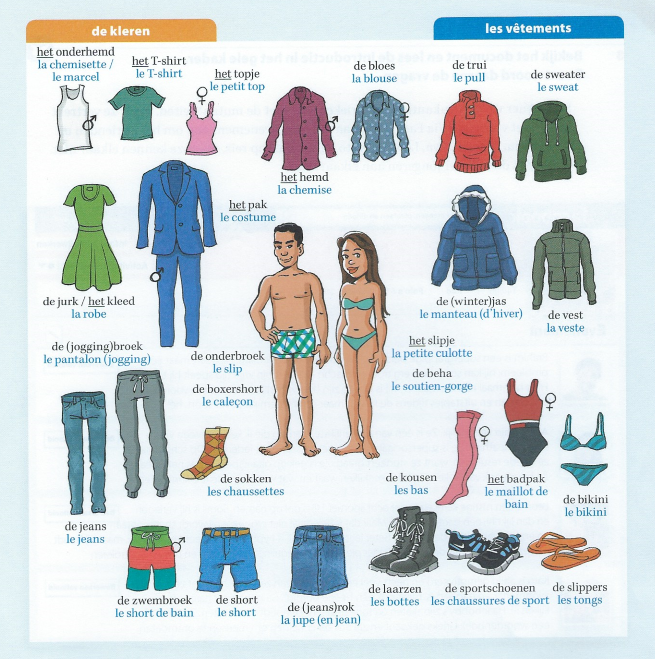 de kleren
les vêtements
het onderhemd
la chemisette /
le marcel
het T-shirt
le T-shirt
het topje
le petit top
de bloes
la blouse
de trui
le pull
de sweater
le sweat
het hemd
la chemise
het pak
le costume
de jurk / het kleed
la robe
de (winter)jas
le manteau (d'hiver)
de vest
la veste
de (jogging)broek
le pantalon (jogging)
de onderbroek
le slip
de boxershort
le caleçon
het slipje
la petite culotte
de beha
le soutien-gorge
de sokken
les chaussettes
de kousen
les bas
het badpak
le maillot de
bain
de bikini
le bikini
de jeans
le jeans
de zwembroek
le short de bain
de short
le short
de (jeans)rok
la jupe (en jean)
de laarzen
les bottes
de sportschoenen
les chaussures de sport
de slippers
les tongs